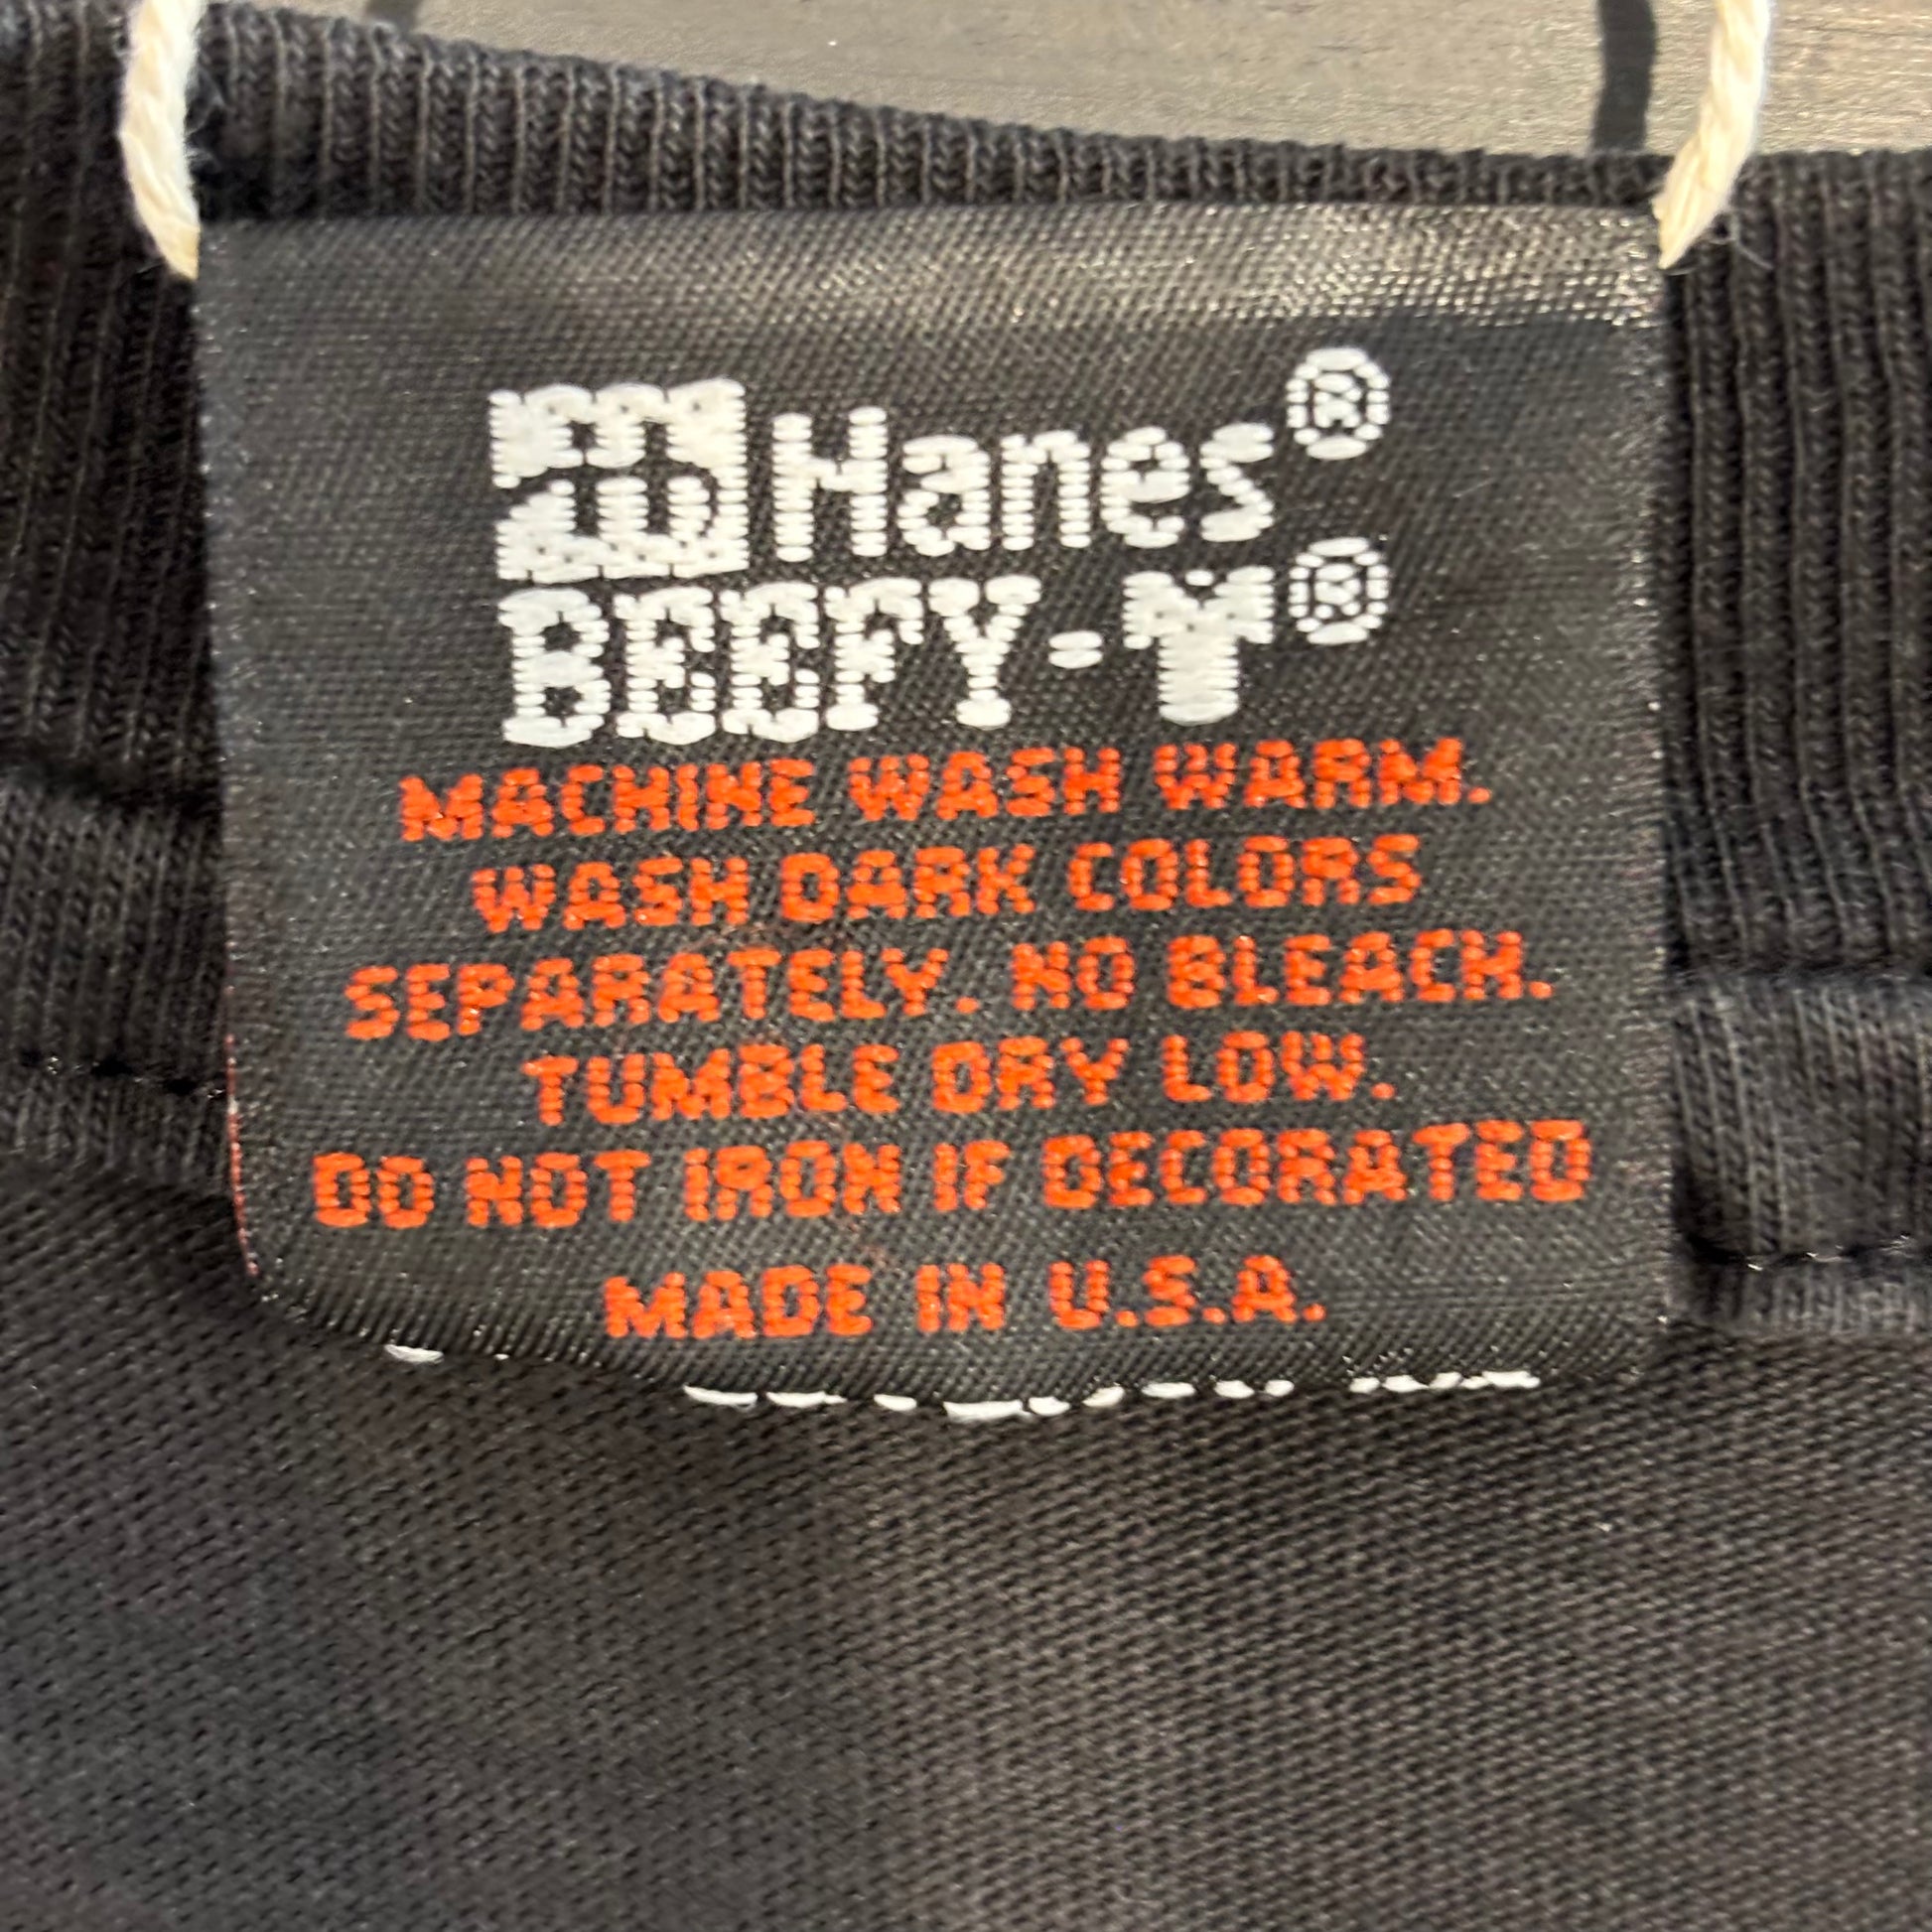 Hanes®
BEEFY-T®
MACHINE WASH WARM.
WASH DARK COLORS
SEPARATELY. NO BLEACH.
TUMBLE DRY LOW.
DO NOT IRON IF DECORATED
MADE IN U.S.A.